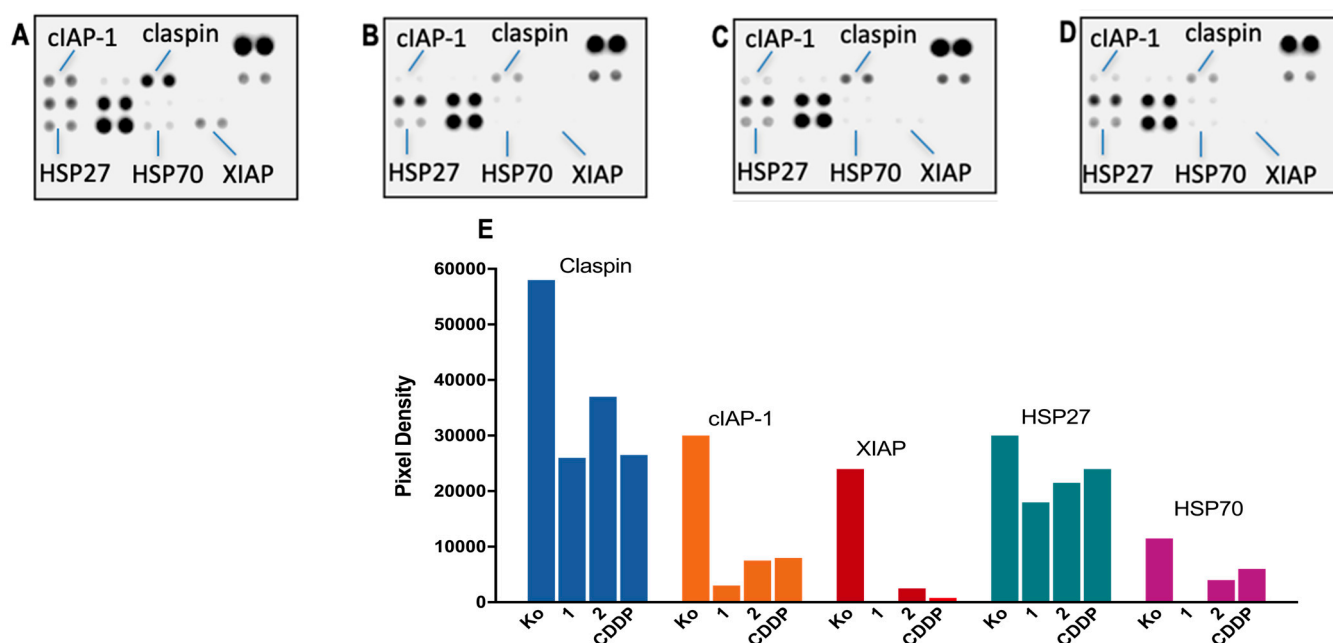 A
cIAP-1
claspin
HSP27
HSP70
XIAP
B
cIAP-1
claspin
HSP27
HSP70
XIAP
C
cIAP-1
claspin
HSP27
HSP70
XIAP
D
cIAP-1
claspin
HSP27
HSP70
XIAP
E
Pixel Density
60000
50000
40000
30000
20000
10000
0
Claspin
cIAP-1
XIAP
HSP27
HSP70
Ko 1 2 CDDP
Ko 1 2 CDDP
Ko 1 2 CDDP
Ko 1 2 CDDP
Ko 1 2 CDDP